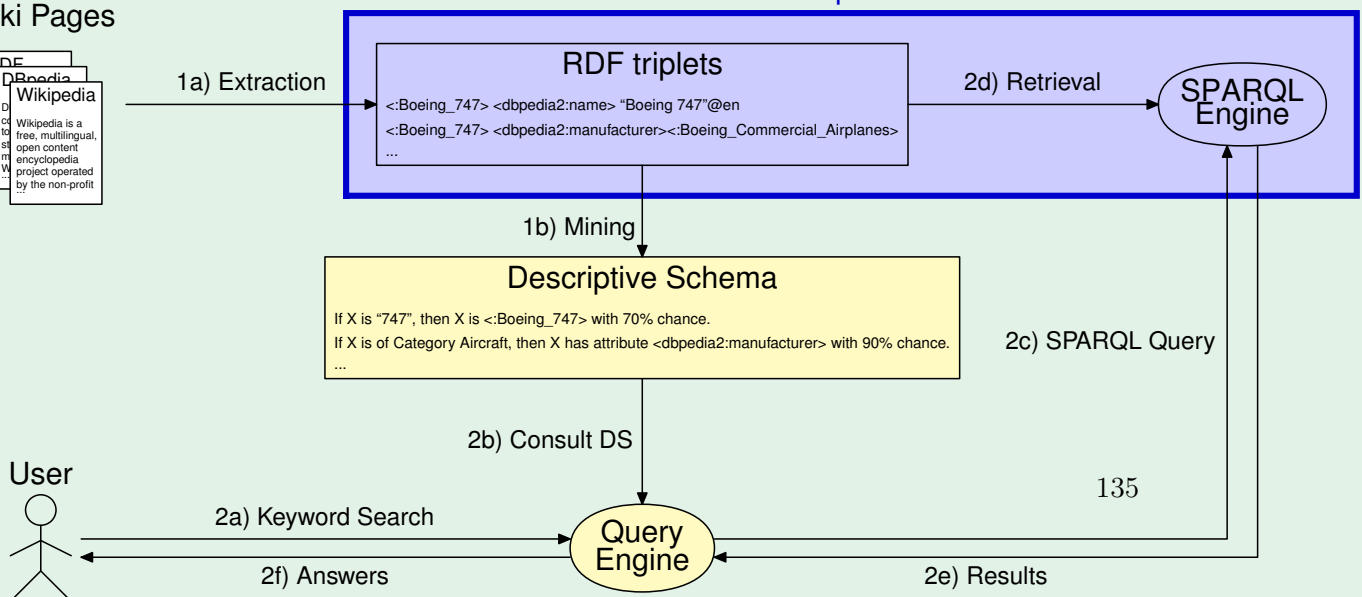 ki Pages
DBpedia
Wikipedia
Wikipedia is a
free, multilingual,
open content
encyclopedia
project operated
by the non-profit
...
1a) Extraction
RDF triplets
<:Boeing_747> <dbpedia2:name> “Boeing 747”@en
<:Boeing_747> <dbpedia2:manufacturer><:Boeing_Commercial_Airplanes>
...
2d) Retrieval
SPARQL
Engine
1b) Mining
Descriptive Schema
If X is “747”, then X is <:Boeing_747> with 70% chance.
If X is of Category Aircraft, then X has attribute <dbpedia2:manufacturer> with 90% chance.
...
2c) SPARQL Query
2b) Consult DS
User
135
2a) Keyword Search
Query
Engine
2f) Answers
2e) Results